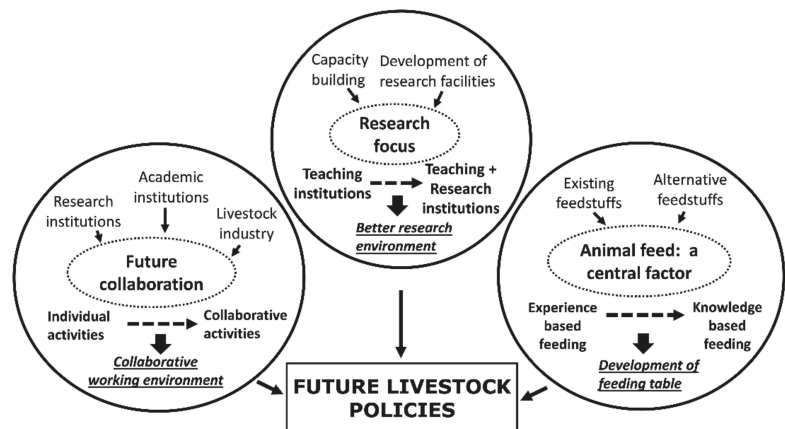 Capacity
building
Development of
research facilities
Research
focus
Teaching
institutions
Teaching +
Research
institutions
Better research
environment
Research
institutions
Academic
institutions
Livestock
industry
Future
collaboration
Individual
activities
Collaborative
activities
Collaborative
working environment
Existing
feedstuffs
Alternative
feedstuffs
Animal feed: a
central factor
Experience
based
feeding
Knowledge
based
feeding
Development of
feeding table
FUTURE LIVESTOCK
POLICIES